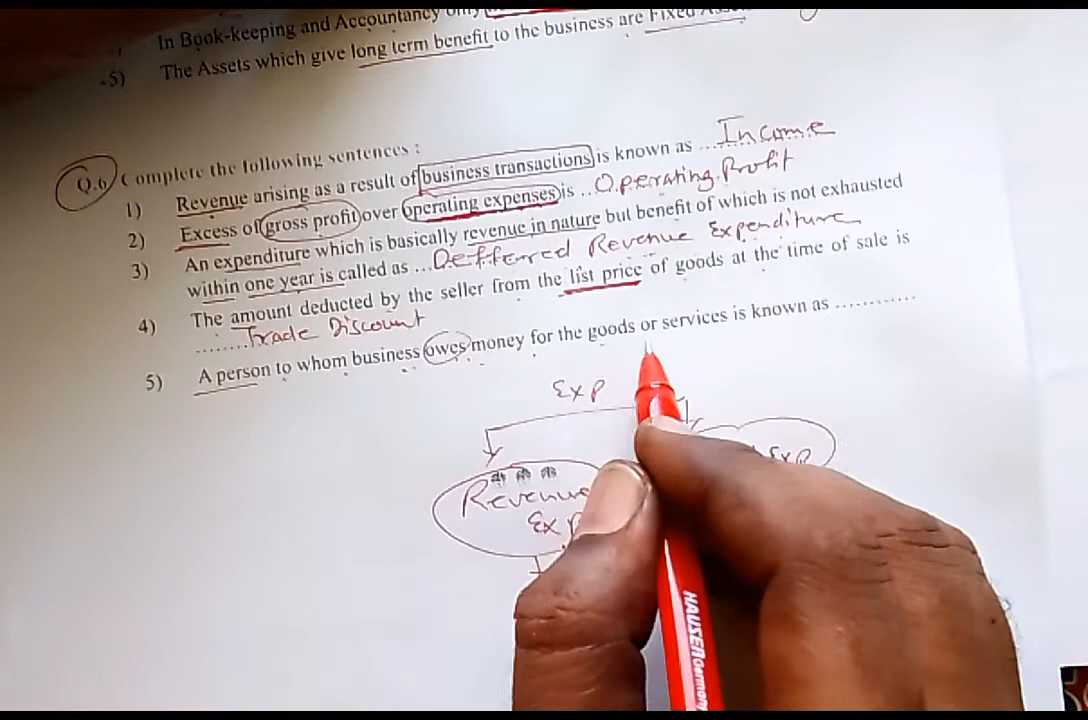 In Book-keeping and Accountancy only
5) The Assets which give long term benefit to the business are Fixed Assets
Q.6 Complete the following sentences :
1) Revenue arising as a result of business transactions is known as ... Income
2) Excess of gross profit over operating expenses is ... Operating Profit
3) An expenditure which is basically revenue in nature but benefit of which is not exhausted
within one year is called as ... Defferred Revenue Expenditure
4) The amount deducted by the seller from the list price of goods at the time of sale is
........ Trade Discount
5) A person to whom business owes money for the goods or services is known as .............
Exp
Revenue
Exp
Exp
HAUSER